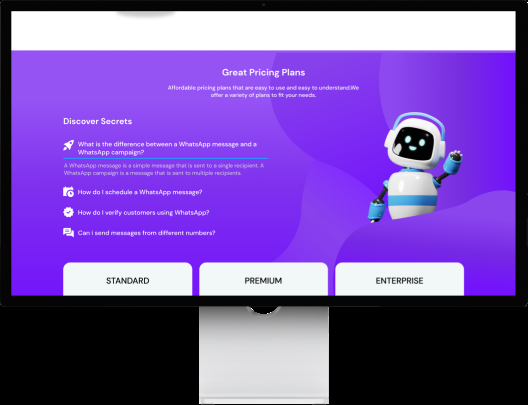 Great Pricing Plans
Affordable pricing plans that are easy to use and easy to understand.We
offer a variety of plans to fit your needs.
Discover Secrets
What is the difference between a WhatsApp message and a
WhatsApp campaign?
A WhatsApp message is a simple message that is sent to a single recipient. A
WhatsApp campaign is a message that is sent to multiple recipients.
How do I schedule a WhatsApp message?
How do I verify customers using WhatsApp?
Can i send messages from different numbers?
STANDARD
PREMIUM
ENTERPRISE